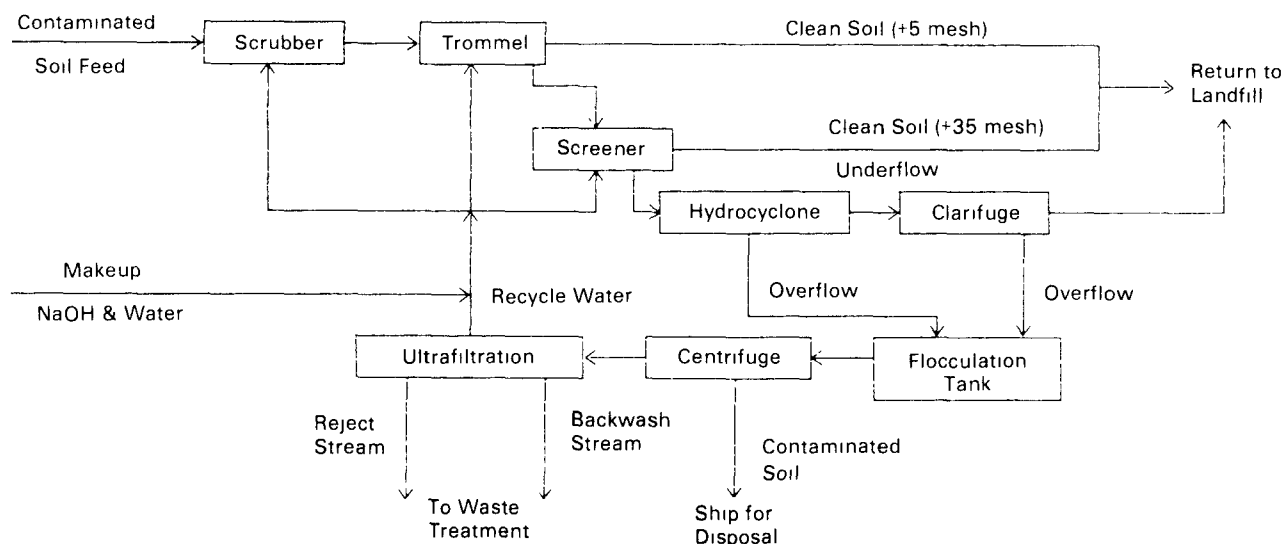 Contaminated
Soil Feed
Scrubber
Trommel
Clean Soil (+5 mesh)
Return to
Landfill
Clean Soil (+35 mesh)
Screener
Underflow
Hydrocyclone
Clarifuge
Makeup
NaOH & Water
Recycle Water
Overflow
Overflow
Ultrafiltration
Centrifuge
Flocculation
Tank
Reject
Stream
Backwash
Stream
Contaminated
Soil
To Waste
Treatment
Ship for
Disposal